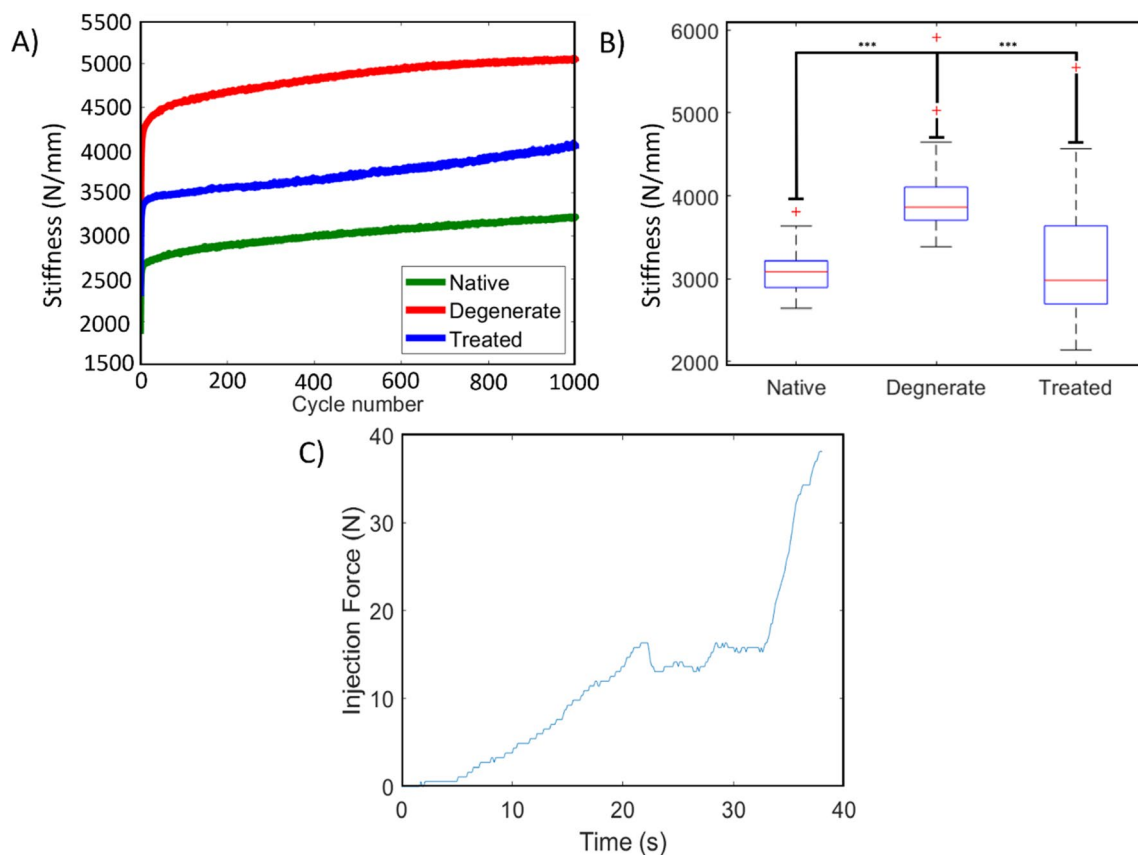 A)
5500
5000
4500
4000
3500
3000
2500
2000
1500
Stiffness (N/mm)
0 200 400 600 800 1000
Cycle number
Native
Degenerate
Treated
B)
6000
5000
4000
3000
2000
Stiffness (N/mm)
*** ***
Native Degnerate Treated
C)
40
30
20
10
0
Injection Force (N)
0 10 20 30 40
Time (s)